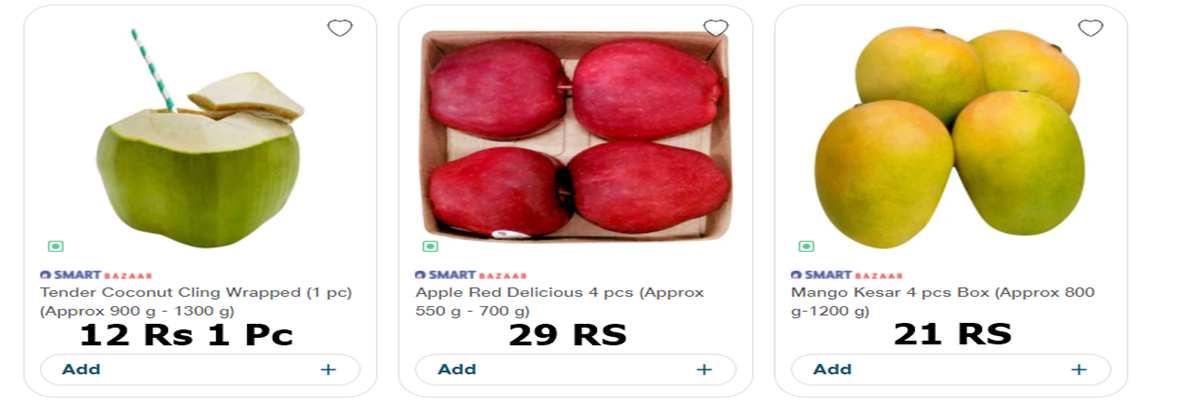 SMART BAZAAR
Tender Coconut Cling Wrapped (1 pc)
(Approx 900 g - 1300 g)
12 Rs 1 Pc
Add +
SMART BAZAAR
Apple Red Delicious 4 pcs (Approx
550 g - 700 g)
29 RS
Add +
SMART BAZAAR
Mango Kesar 4 pcs Box (Approx 800
g-1200 g)
21 RS
Add +